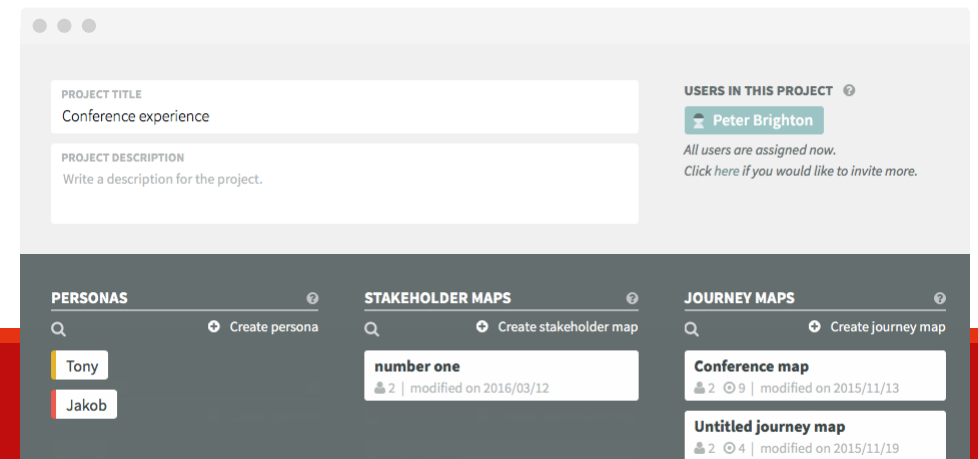 PROJECT TITLE
Conference experience
PROJECT DESCRIPTION
Write a description for the project.
USERS IN THIS PROJECT ?
Peter Brighton
All users are assigned now.
Click here if you would like to invite more.
PERSONAS ?
Create persona
Tony
Jakob
STAKEHOLDER MAPS ?
Create stakeholder map
number one
2 | modified on 2016/03/12
JOURNEY MAPS ?
Create journey map
Conference map
2 9 | modified on 2015/11/13
Untitled journey map
2 4 | modified on 2015/11/19